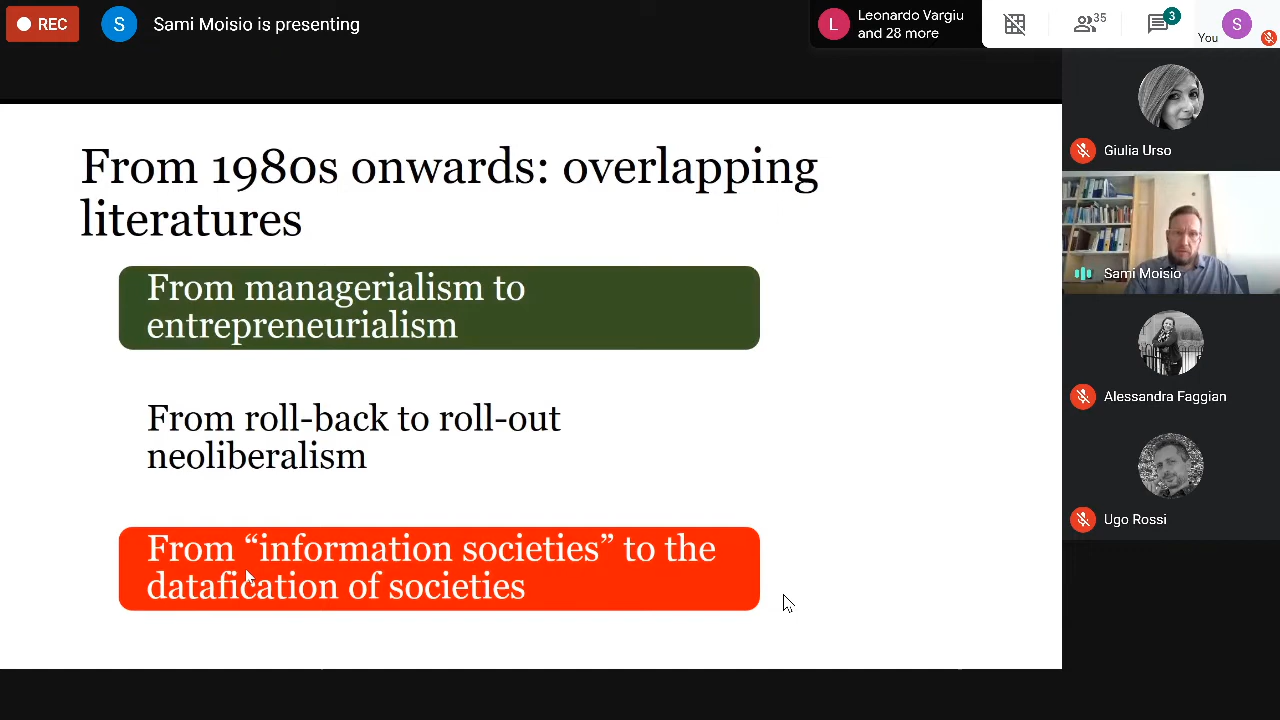 REC
S
Sami Moisio is presenting
L
Leonardo Vargiu
and 28 more
35
3
You
S
From 1980s onwards: overlapping
literatures
From managerialism to
entrepreneurialism
From roll-back to roll-out
neoliberalism
From “information societies” to the
datafication of societies
Giulia Urso
Sami Moisio
Alessandra Faggian
Ugo Rossi